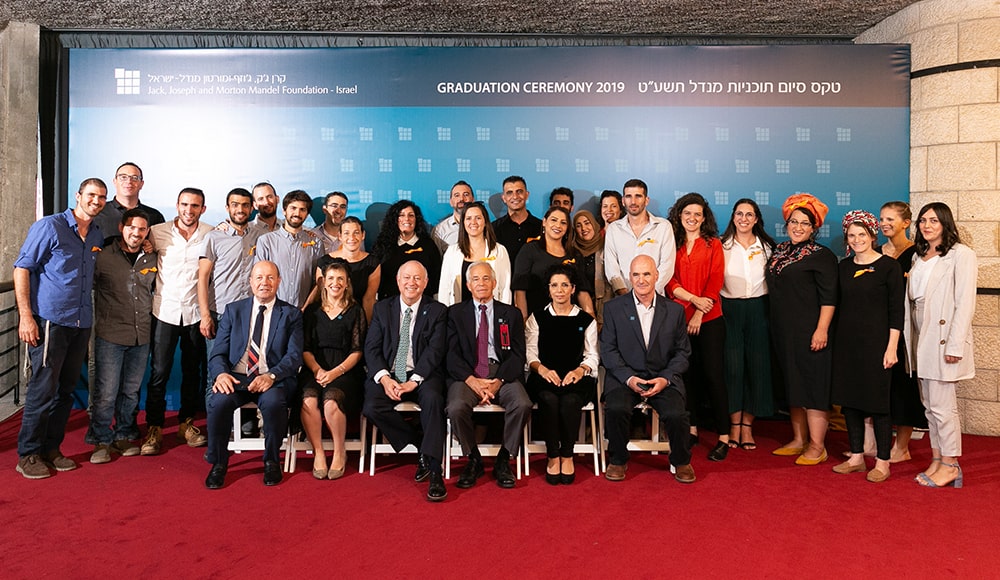 קרן ג'ק, ג'וזף ומורטון מנדל - ישראל
Jack, Joseph and Morton Mandel Foundation - Israel
GRADUATION CEREMONY 2019 טקס סיום תוכניות מנדל תשע"ט